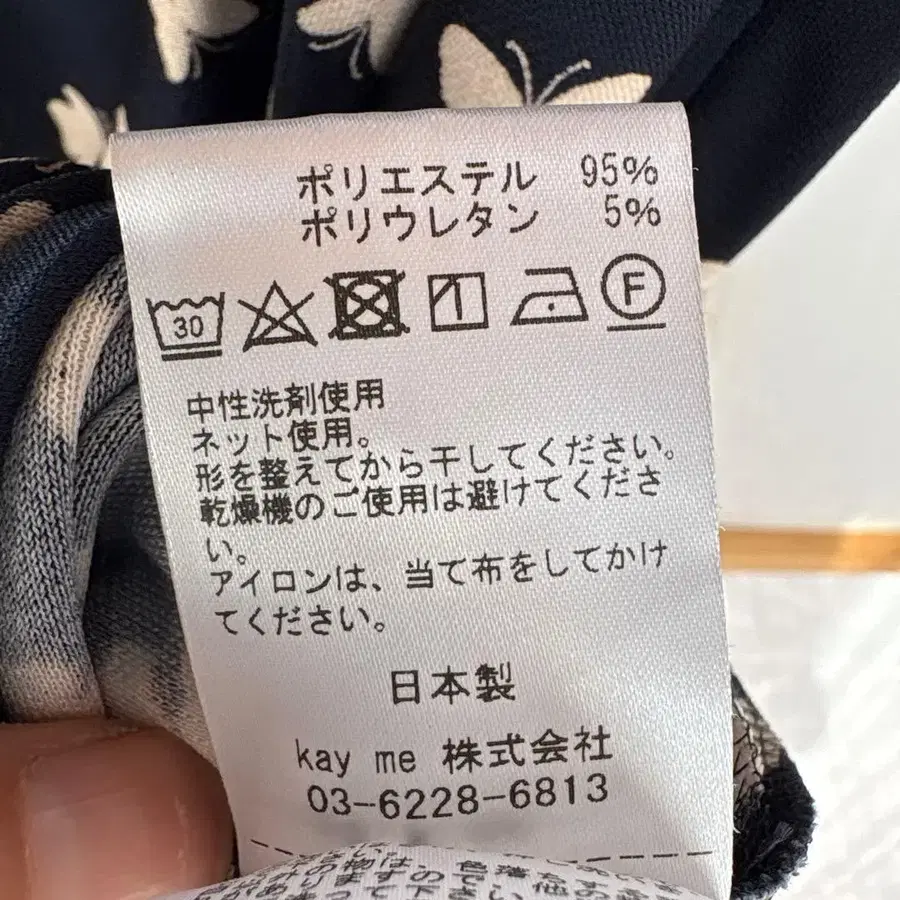 ポリエステル 95%
ポリウレタン 5%
30
F
中性洗剤使用
ネット使用。
形を整えてから干してください。
乾燥機のご使用は避けてくださ
い。
アイロンは、当て布をしてかけ
てください。
日本製
kay me 株式会社
03-6228-6813